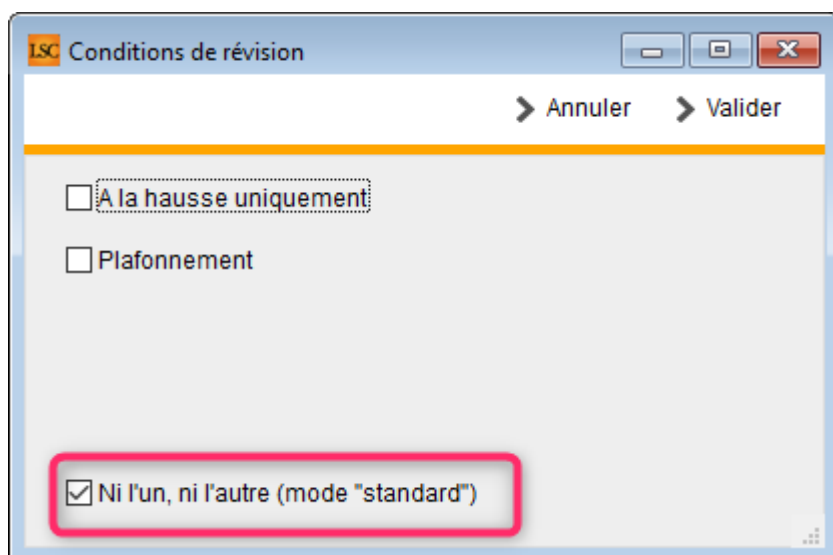 LSC Conditions de révision
Annuler Valider
A la hausse uniquement
Plafonnement
Ni l'un, ni l'autre (mode "standard")